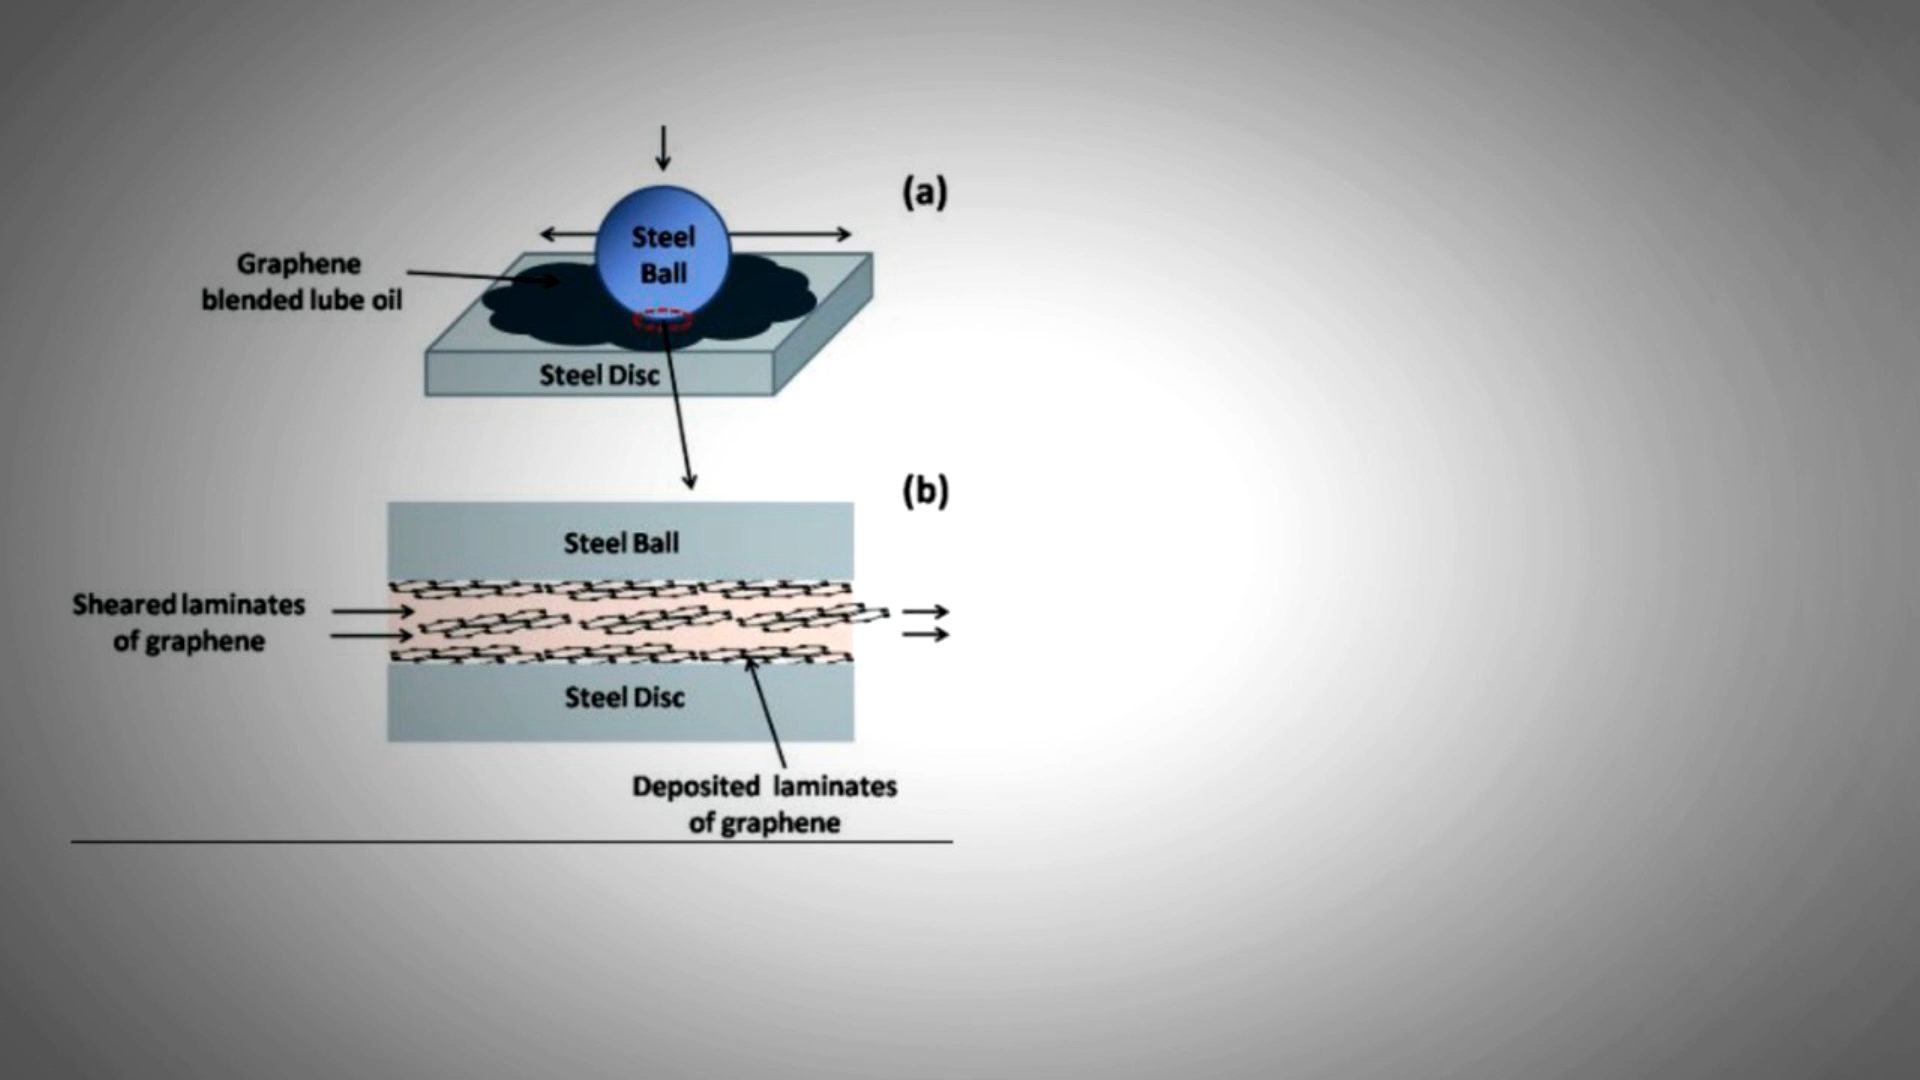 (a)
Steel
Ball
Graphene
blended lube oil
Steel Disc
(b)
Steel Ball
Sheared laminates
of graphene
Steel Disc
Deposited laminates
of graphene